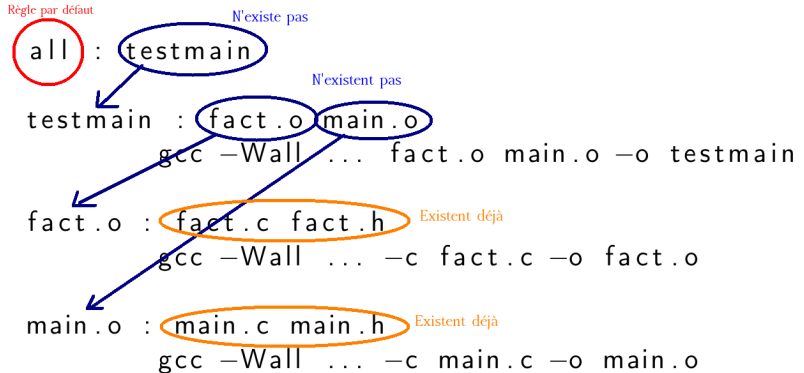 Règle par défaut
N'existe pas
all : testmain
N'existent pas
testmain : fact.o main.o
gcc –Wall ... fact.o main.o –o testmain
fact.o : fact.c fact.h
Existent déjà
gcc –Wall ... –c fact.c –o fact.o
main.o : main.c main.h
Existent déjà
gcc –Wall ... –c main.c –o main.o